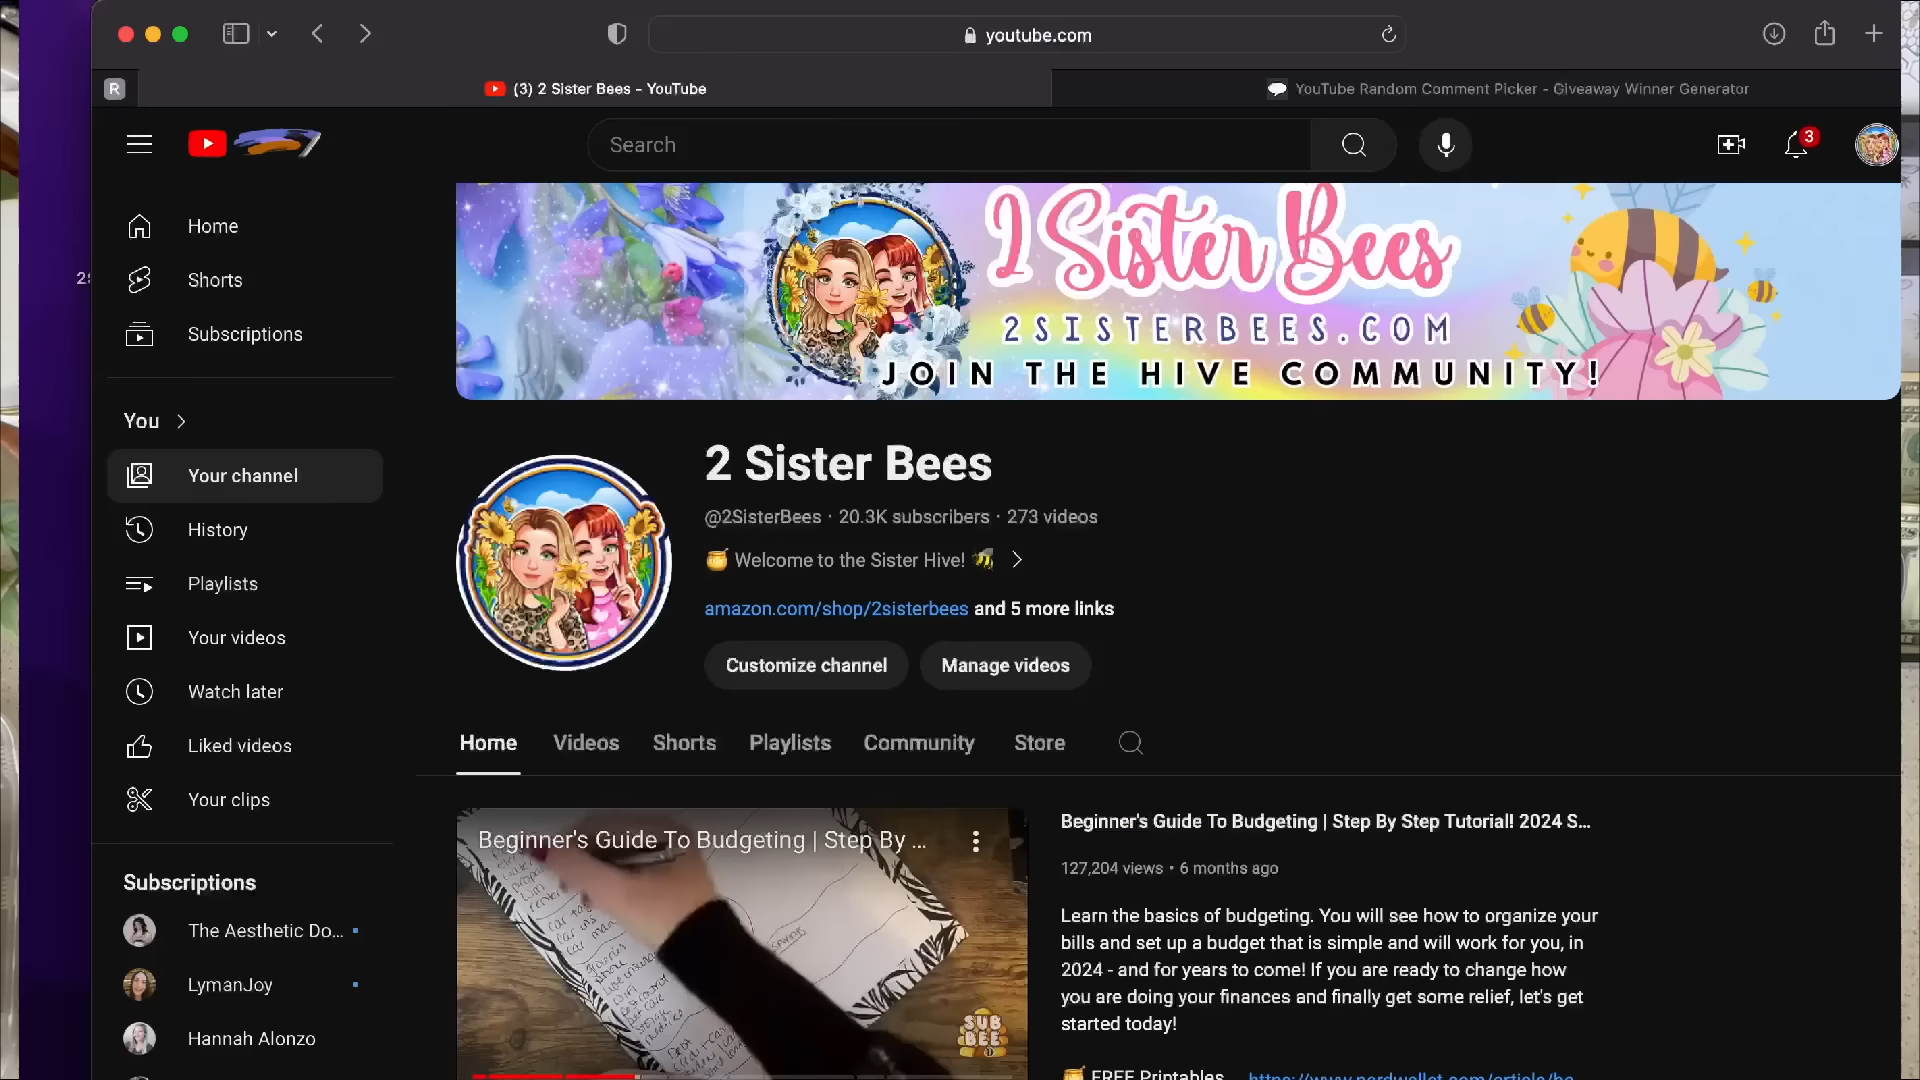 youtube.com
R
(3) 2 Sister Bees - YouTube
YouTube Random Comment Picker - Giveaway Winner Generator
Search
3
Home
Shorts
Subscriptions
You
Your channel
History
Playlists
Your videos
Watch later
Liked videos
Your clips
Subscriptions
The Aesthetic Do...
LymanJoy
Hannah Alonzo
2 Sister Bees
2SISTERBEES.COM
JOIN THE HIVE COMMUNITY!
2 Sister Bees
@2SisterBees · 20.3K subscribers · 273 videos
🍯 Welcome to the Sister Hive! 🐝
amazon.com/shop/2sisterbees and 5 more links
Customize channel
Manage videos
Home
Videos
Shorts
Playlists
Community
Store
Beginner's Guide To Budgeting | Step By ...
savings
SUB
BEE
Beginner's Guide To Budgeting | Step By Step Tutorial! 2024 S...
127,204 views • 6 months ago
Learn the basics of budgeting. You will see how to organize your
bills and set up a budget that is simple and will work for you, in
2024 - and for years to come! If you are ready to change how
you are doing your finances and finally get some relief, let's get
started today!
🍯 FREE Printables